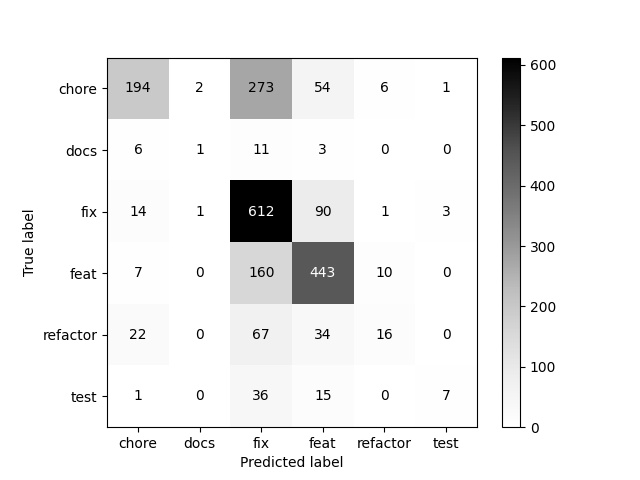 chore 194 2 273 54 6 1
docs 6 1 11 3 0 0
fix 14 1 612 90 1 3
feat 7 0 160 443 10 0
refactor 22 0 67 34 16 0
test 1 0 36 15 0 7
chore docs fix feat refactor test
Predicted label
True label
600
500
400
300
200
100
0